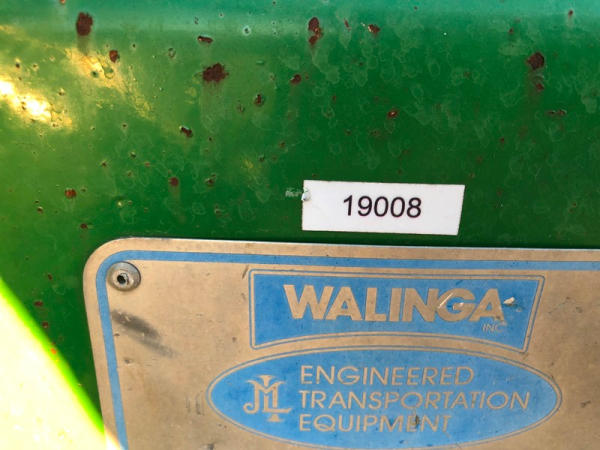 19008
WALINGA
INC.
ENGINEERED
TRANSPORTATION
EQUIPMENT